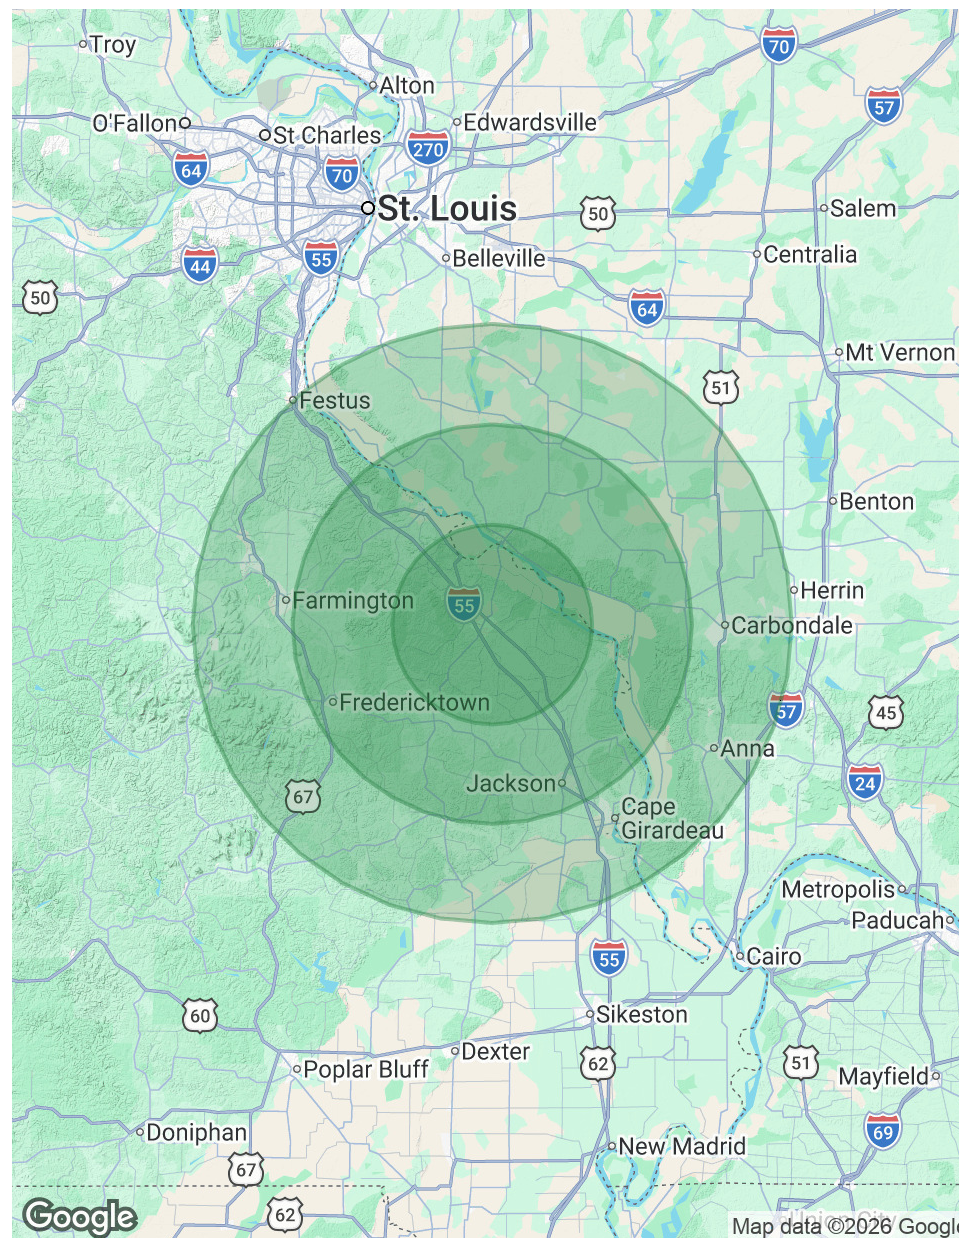 Troy
70
Alton
57
O'Fallon
Edwardsville
St Charles
270
64
70
St. Louis
50
Salem
Centralia
Belleville
55
44
50
64
Mt Vernon
51
Festus
Benton
Herrin
55
Farmington
Carbondale
Fredericktown
57
45
Anna
Jackson
24
67
Cape
Girardeau
Metropolis
Paducah
Cairo
55
Sikeston
60
Dexter
62
51
Poplar Bluff
Mayfield
Doniphan
69
New Madrid
67
62
Google
Union City
Map data ©2026 Google